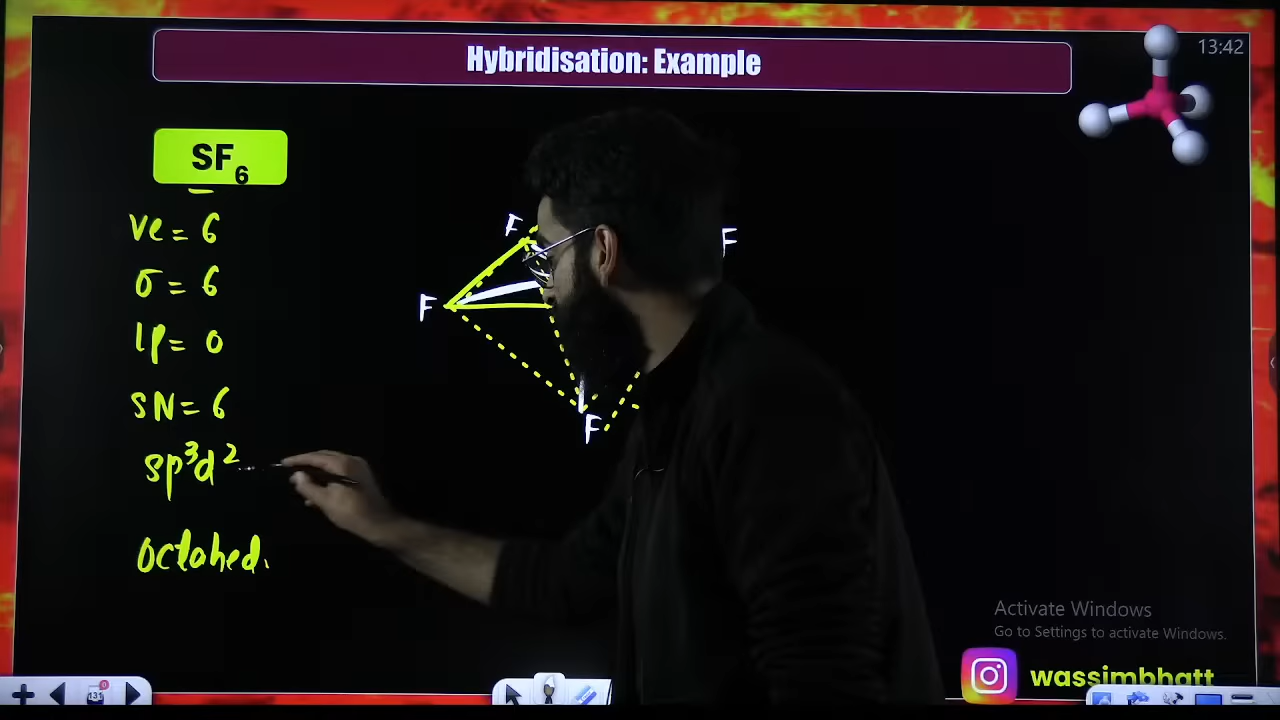 Hybridisation: Example
13:42
SF6
ve = 6
σ = 6
lp = 0
SN = 6
sp³d²
octahed.
F
F
F
F
131
Activate Windows
Go to Settings to activate Windows.
wassimbhatt